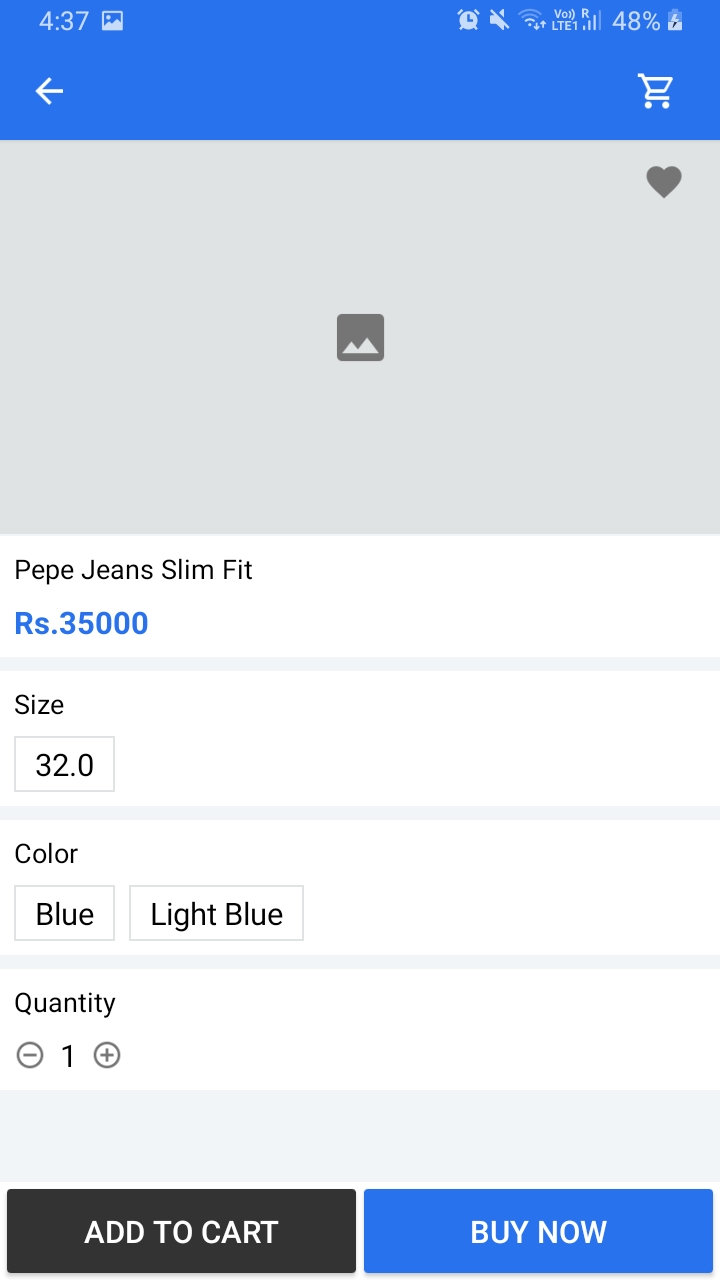 4:37 Vo)) R LTE1 48%
Pepe Jeans Slim Fit
Rs.35000
Size
32.0
Color
Blue Light Blue
Quantity
1
ADD TO CART BUY NOW